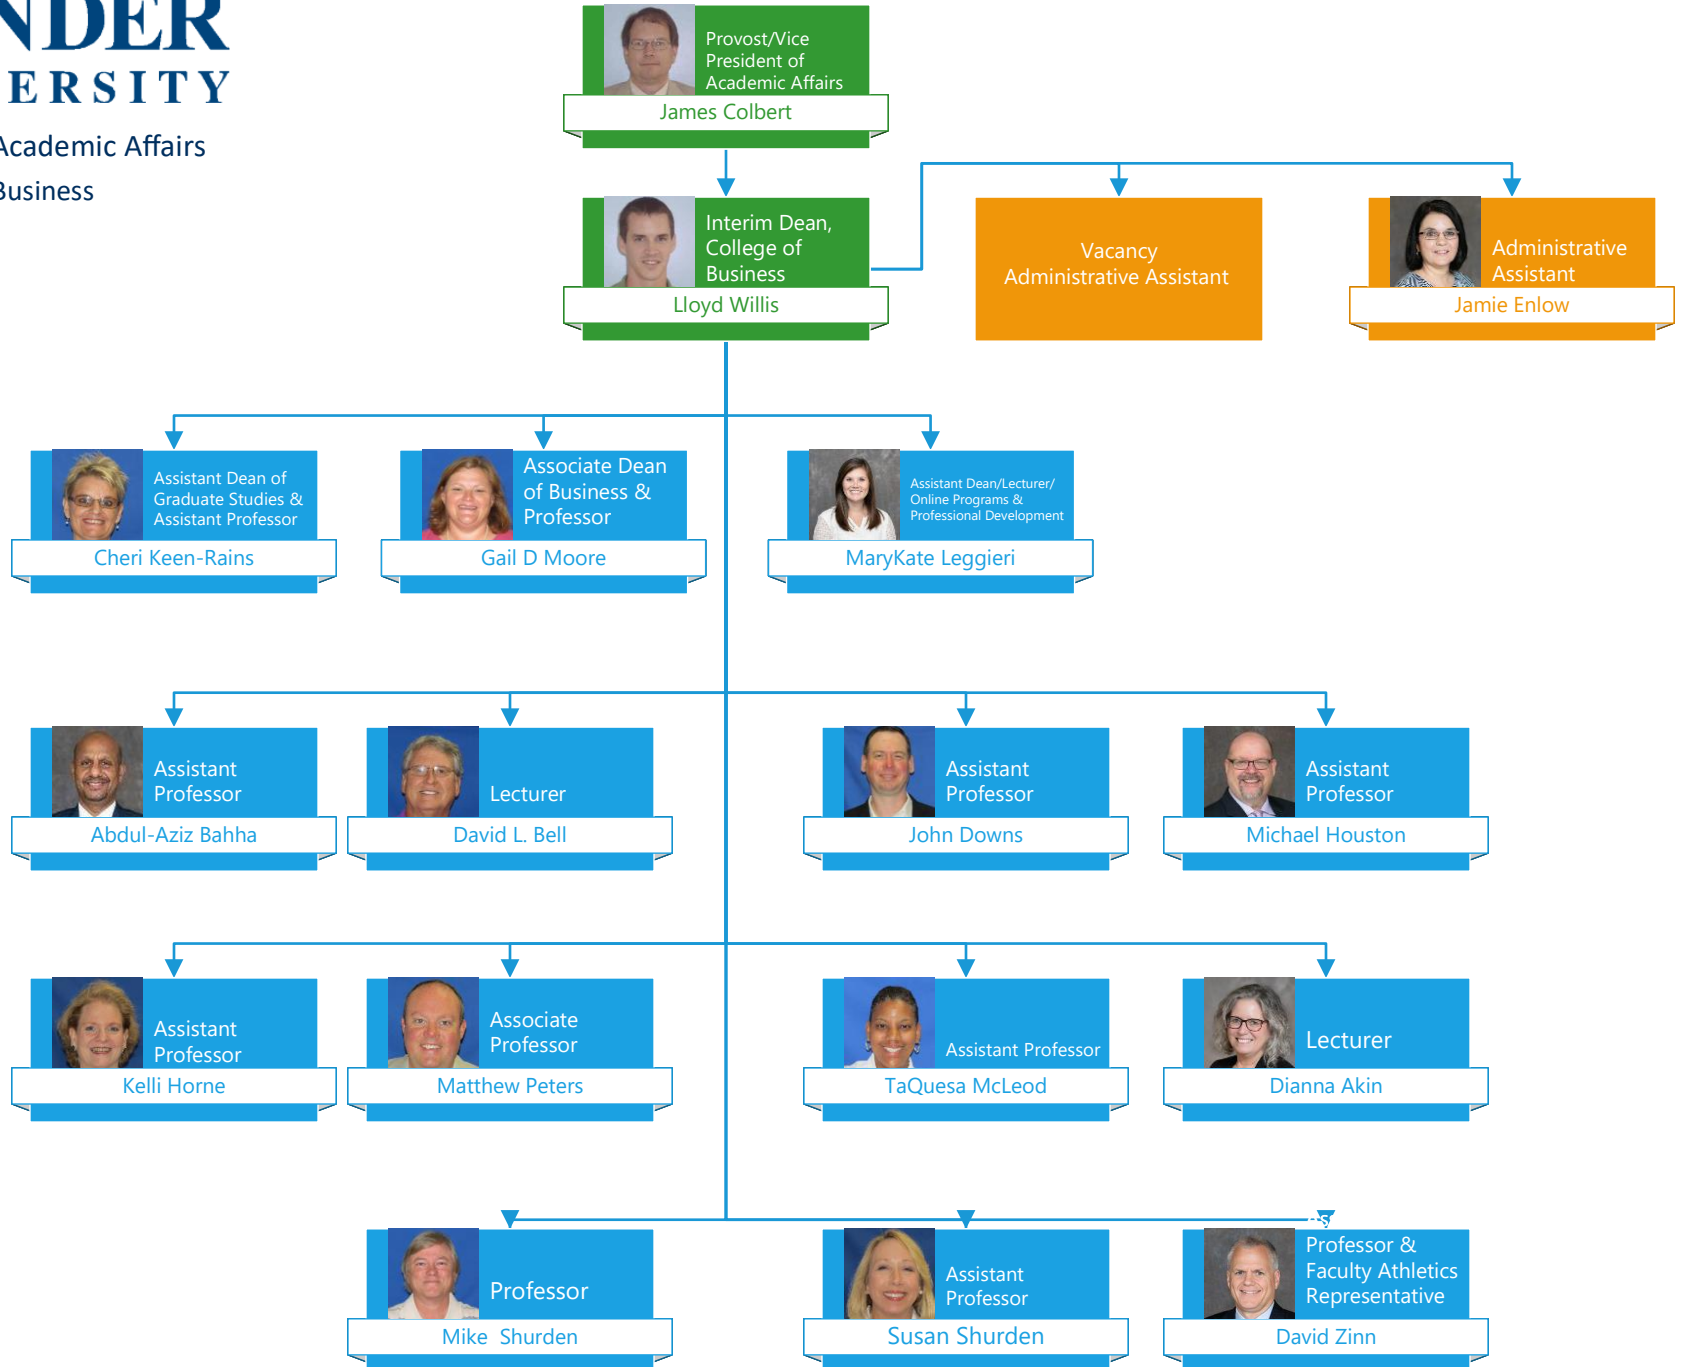 NDER
ERSITY
Academic Affairs
Business
Provost/Vice
President of
Academic Affairs
James Colbert
Interim Dean,
College of
Business
Lloyd Willis
Vacancy
Administrative Assistant
Administrative
Assistant
Jamie Enlow
Assistant Dean of
Graduate Studies &
Assistant Professor
Cheri Keen-Rains
Associate Dean
of Business &
Professor
Gail D Moore
Assistant Dean/Lecturer/
Online Programs &
Professional Development
MaryKate Leggieri
Assistant
Professor
Abdul-Aziz Bahha
Lecturer
David L. Bell
Assistant
Professor
John Downs
Assistant
Professor
Michael Houston
Assistant
Professor
Kelli Horne
Associate
Professor
Matthew Peters
Assistant Professor
TaQuesa McLeod
Lecturer
Dianna Akin
Professor
Mike  Shurden
Assistant
Professor
Susan Shurden
Professor &
Faculty Athletics
Representative
David Zinn